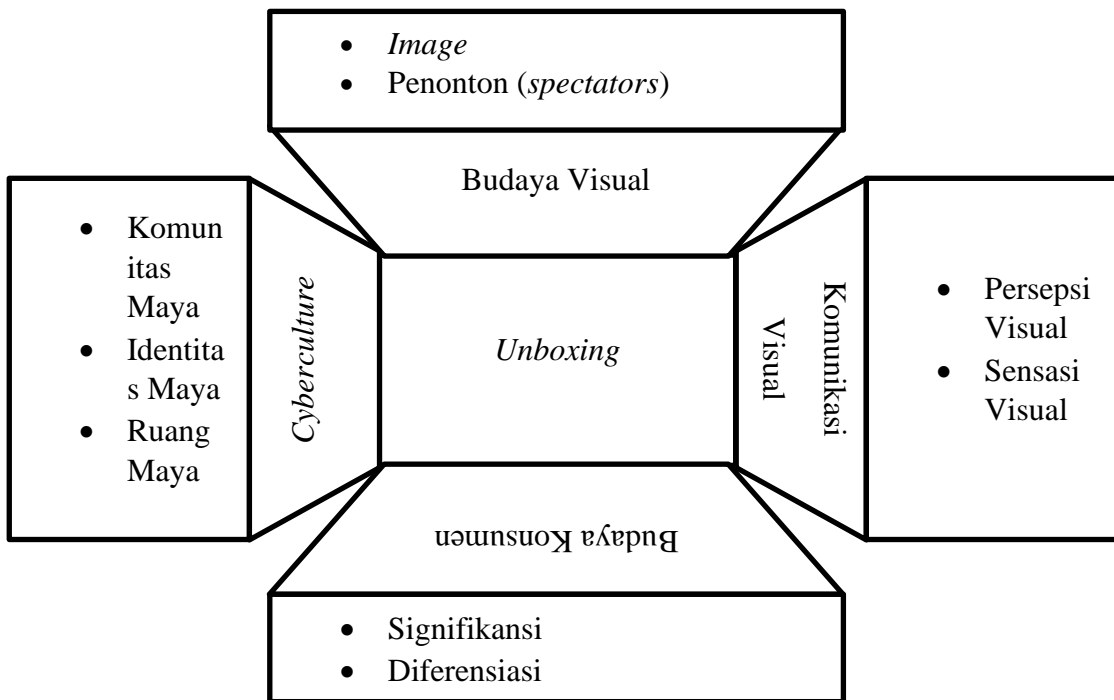 • Image
• Penonton (spectators)
Budaya Visual
• Komun
itas
Maya
• Identita
s Maya
• Ruang
Maya
Cyberculture
Unboxing
Komunikasi
Visual
• Persepsi
Visual
• Sensasi
Visual
Budaya Konsumen
• Signifikansi
• Diferensiasi